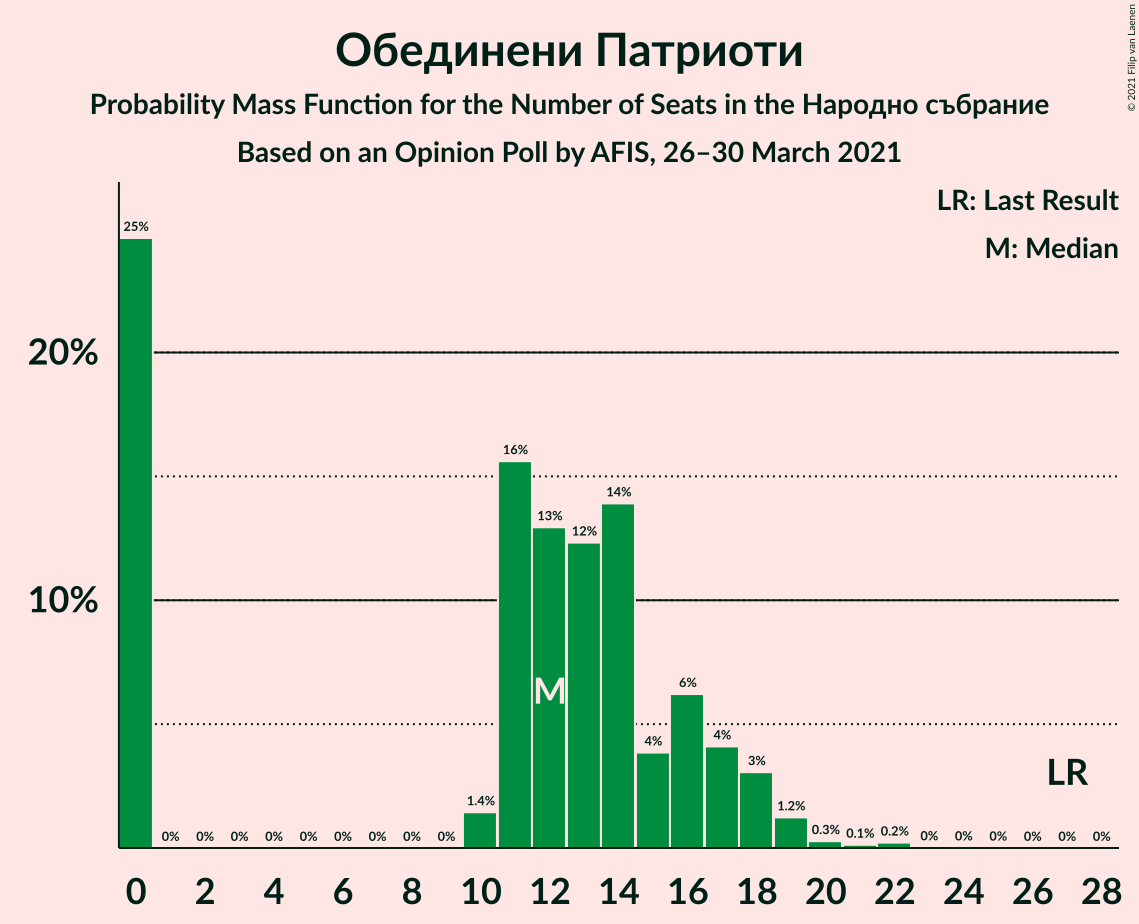 Обединени Патриоти
Probability Mass Function for the Number of Seats in the Народно събрание
Based on an Opinion Poll by AFIS, 26–30 March 2021
© 2021 Filip van Laenen
LR: Last Result
M: Median
25%
20%
16%
14%
13%
12%
10%
M
6%
4%
4%
3%
LR
1.4%
1.2%
0.3%
0.1%
0.2%
0% 0% 0% 0% 0% 0% 0% 0% 0% 0% 0% 0% 0% 0% 0%
0 2 4 6 8 10 12 14 16 18 20 22 24 26 28